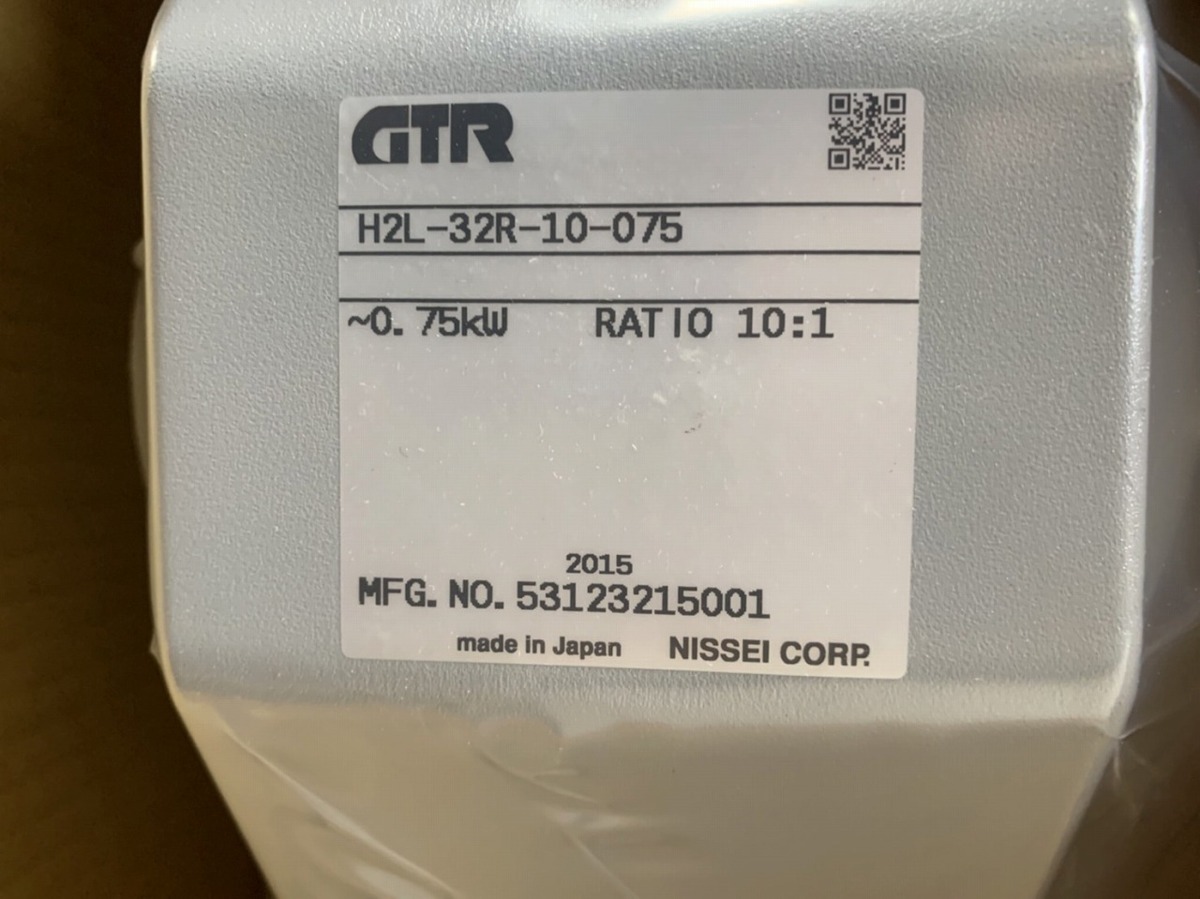 GTR
H2L-32R-10-075
~0.75kW RATIO 10:1
2015
MFG. NO. 53123215001
made in Japan NISSEI CORP.